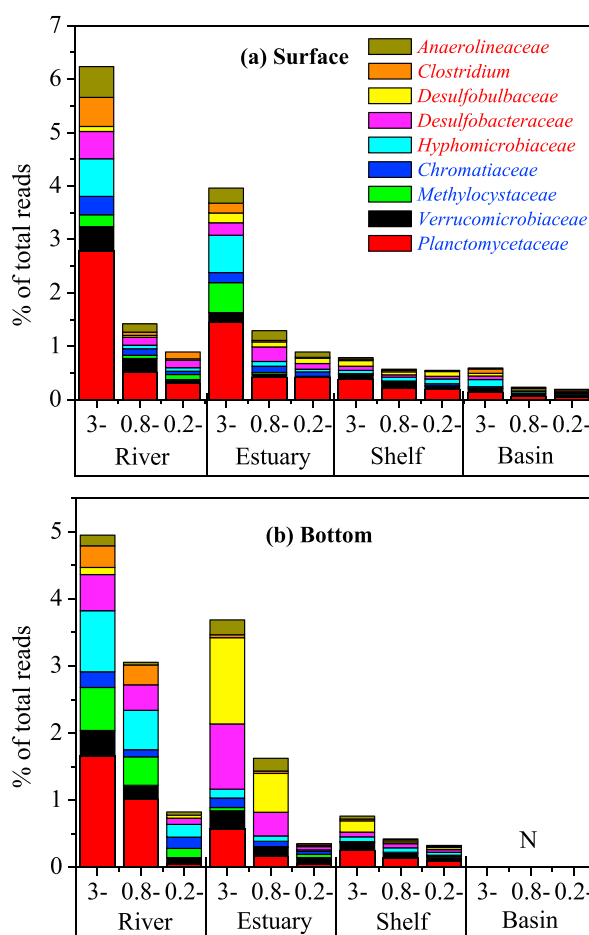 (a) Surface
Anaerolineaceae
Clostridium
Desulfobulbaceae
Desulfobacteraceae
Hyphomicrobiaceae
Chromatiaceae
Methylocystaceae
Verrucomicrobiaceae
Planctomycetaceae
% of total reads
7
6
5
4
3
2
1
0
3- 0.8- 0.2- 3- 0.8- 0.2- 3- 0.8- 0.2- 3- 0.8- 0.2-
River Estuary Shelf Basin
(b) Bottom
% of total reads
5
4
3
2
1
0
N
3- 0.8- 0.2- 3- 0.8- 0.2- 3- 0.8- 0.2- 3- 0.8- 0.2-
River Estuary Shelf Basin